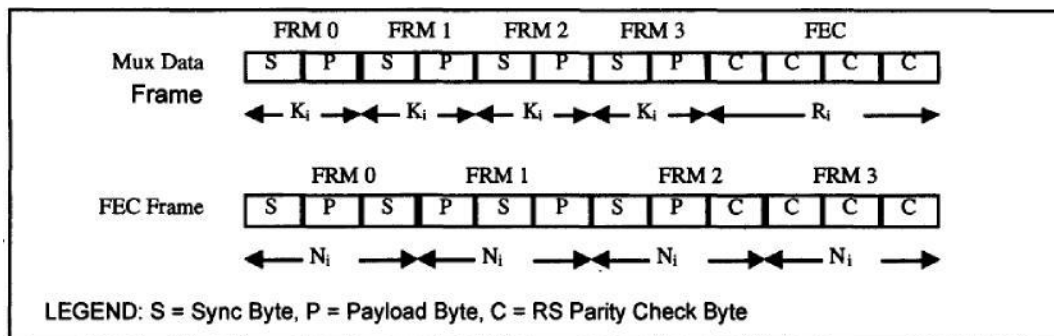 FRM 0 FRM 1 FRM 2 FRM 3 FEC
Mux Data S P S P S P S P C C C C
Frame
Ki Ki Ki Ki Ri
FRM 0 FRM 1 FRM 2 FRM 3
FEC Frame S P S P S P S P C C C C
Ni Ni Ni Ni
LEGEND: S = Sync Byte, P = Payload Byte, C = RS Parity Check Byte